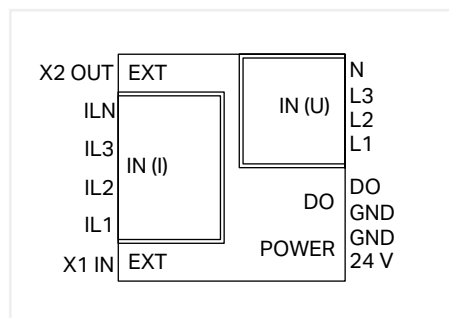 X2 OUT EXT N
L3
ILN IN (U) L2
L1
IL3
IN (I)
IL2 DO
DO GND
IL1 GND
POWER
X1 IN EXT 24 V